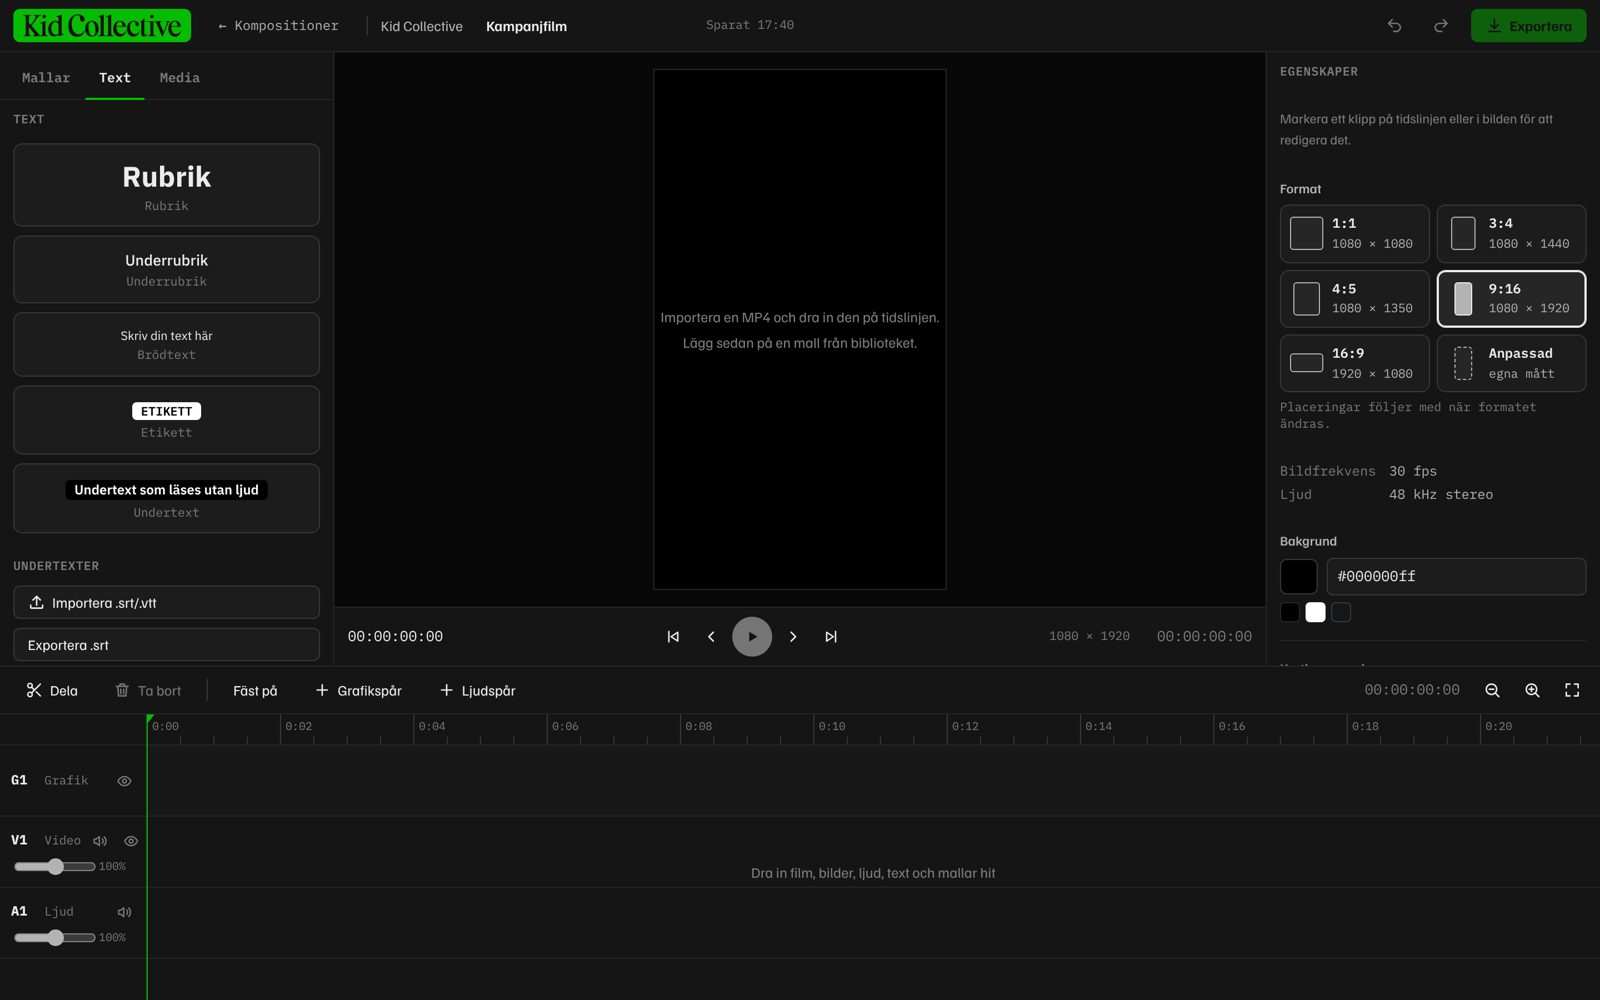 Kid Collective
← Kompositioner
Kid Collective
Kampanjfilm
Sparat 17:40
Exportera
Mallar
Text
Media
TEXT
Rubrik
Rubrik
Underrubrik
Underrubrik
Skriv din text här
Brödtext
ETIKETT
Etikett
Undertext som läses utan ljud
Undertext
UNDERTEXTER
Importera .srt/.vtt
Exportera .srt
Importera en MP4 och dra in den på tidslinjen.
Lägg sedan på en mall från biblioteket.
00:00:00:00
1080 × 1920
00:00:00:00
EGENSKAPER
Markera ett klipp på tidslinjen eller i bilden för att
redigera det.
Format
1:1
1080 × 1080
3:4
1080 × 1440
4:5
1080 × 1350
9:16
1080 × 1920
16:9
1920 × 1080
Anpassad
egna mått
Placeringar följer med när formatet
ändras.
Bildfrekvens 30 fps
Ljud 48 kHz stereo
Bakgrund
#000000ff
Dela
Ta bort
Fäst på
Grafikspår
Ljudspår
00:00:00:00
0:00
0:02
0:04
0:06
0:08
0:10
0:12
0:14
0:16
0:18
0:20
G1 Grafik
V1 Video
100%
Dra in film, bilder, ljud, text och mallar hit
A1 Ljud
100%